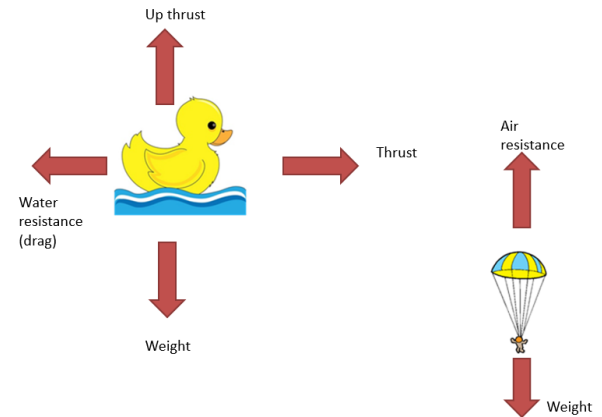 Up thrust
Air
resistance
Thrust
Water
resistance
(drag)
Weight
Weight